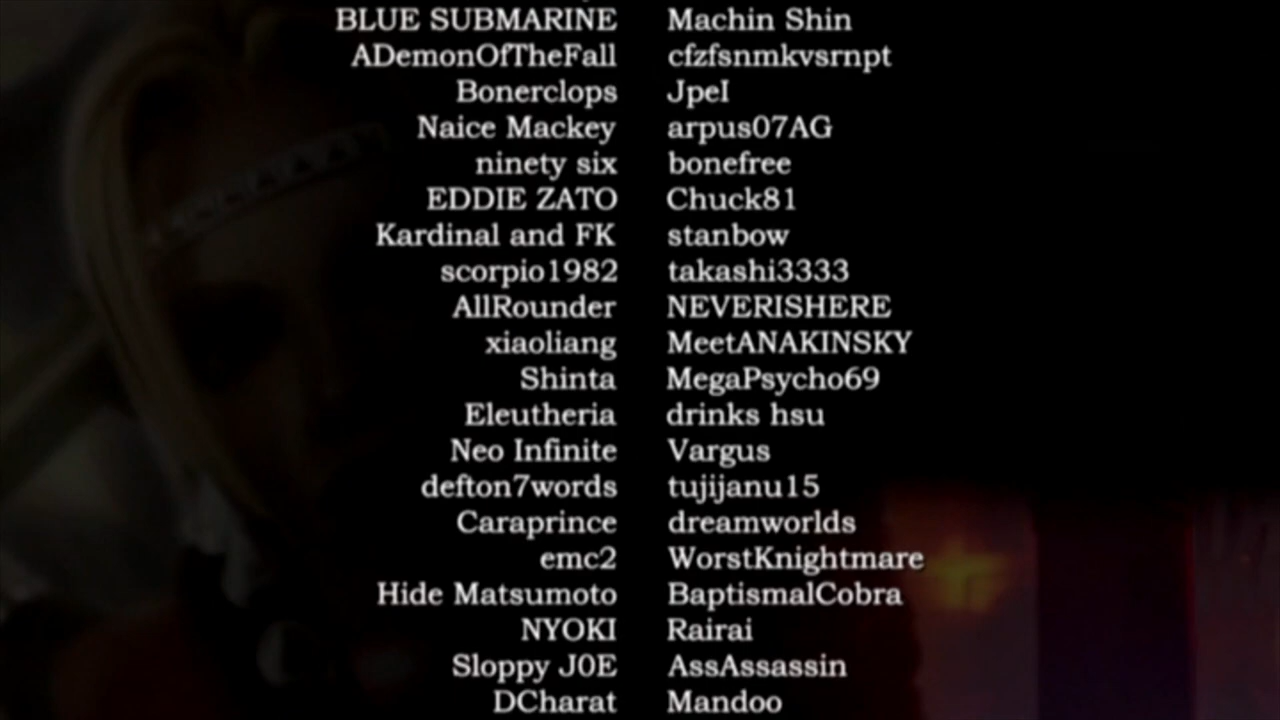 BLUE SUBMARINE Machin Shin
ADemonOfTheFall cfzfsnmkvsrnpt
Bonerclops JpeI
Naice Mackey arpus07AG
ninety six bonefree
EDDIE ZATO Chuck81
Kardinal and FK stanbow
scorpio1982 takashi3333
AllRounder NEVERISHERE
xiaoliang MeetANAKINSKY
Shinta MegaPsycho69
Eleutheria drinks hsu
Neo Infinite Vargus
defton7words tujijanu15
Caraprince dreamworlds
emc2 WorstKnightmare
Hide Matsumoto BaptismalCobra
NYOKI Rairai
Sloppy J0E AssAssassin
DCharat Mandoo